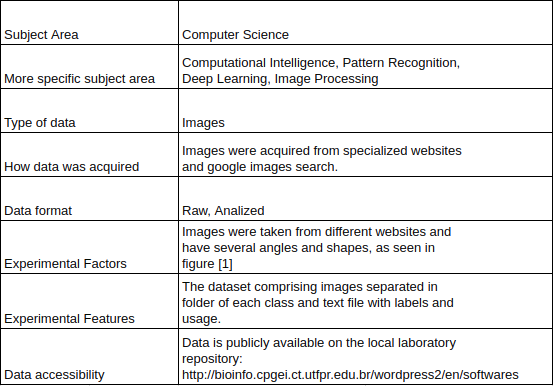 Subject Area
Computer Science
More specific subject area
Computational Intelligence, Pattern Recognition,
Deep Learning, Image Processing
Type of data
Images
How data was acquired
Images were acquired from specialized websites
and google images search.
Data format
Raw, Analized
Experimental Factors
Images were taken from different websites and
have several angles and shapes, as seen in
figure [1]
Experimental Features
The dataset comprising images separated in
folder of each class and text file with labels and
usage.
Data accessibility
Data is publicly available on the local laboratory
repository:
http://bioinfo.cpgei.ct.utfpr.edu.br/wordpress2/en/softwares